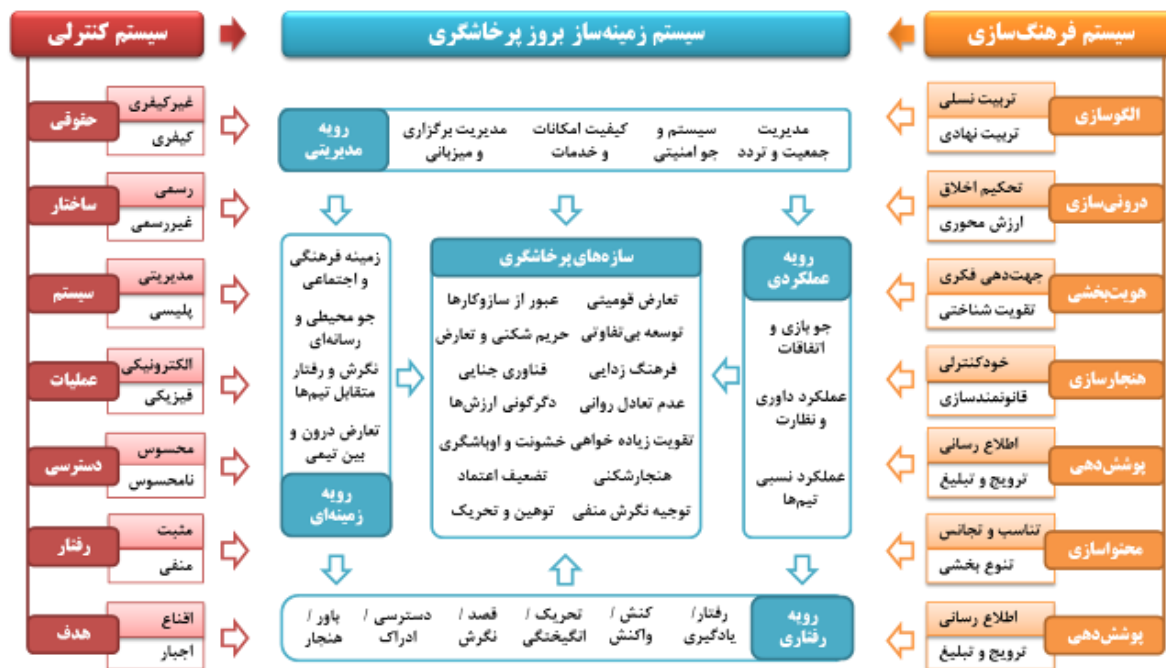 سیستم فرهنگ‌سازی
سیستم زمینه‌ساز بروز پرخاشگری
سیستم کنترلی
الگوسازی
تربیت نسلی
تربیت نهادی
درونی‌سازی
تحکیم اخلاق
ارزش محوری
هویت‌بخشی
جهت‌دهی فکری
تقویت شناختی
هنجارسازی
خودکنترلی
قانونمندسازی
پوشش‌دهی
اطلاع رسانی
ترویج و تبلیغ
محتواسازی
تناسب و تجانس
تنوع بخشی
پوشش‌دهی
اطلاع رسانی
ترویج و تبلیغ
مدیریت
جمعیت و تردد
سیستم و
جو امنیتی
کیفیت امکانات
و خدمات
مدیریت برگزاری
و میزبانی
رویه
مدیریتی
رویه
عملکردی
جو بازی و
اتفاقات
عملکرد داوری
و نظارت
عملکرد نسبی
تیم‌ها
سازه‌های پرخاشگری
تعارض قومیتی
عبور از سازوکارها
توسعه بی‌تفاوتی
حریم شکنی و تعارض
فرهنگ زدایی
فناوری جنایی
عدم تعادل روانی
دگرگونی ارزش‌ها
تقویت زیاده خواهی
خشونت و اوباشگری
هنجارشکنی
تضعیف اعتماد
توجیه نگرش منفی
توهین و تحریک
زمینه فرهنگی
و اجتماعی
جو محیطی و
رسانه‌ای
نگرش و رفتار
متقابل تیم‌ها
تعارض درون و
بین تیمی
رویه
زمینه‌ای
رویه
رفتاری
رفتار/
یادگیری
کنش /
واکنش
تحریک /
انگیختگی
قصد /
نگرش
دسترسی /
ادراک
باور /
هنجار
غیرکیفری
کیفری
حقوقی
رسمی
غیررسمی
ساختار
مدیریتی
پلیسی
سیستم
الکترونیکی
فیزیکی
عملیات
محسوس
نامحسوس
دسترسی
مثبت
منفی
رفتار
اقناع
اجبار
هدف